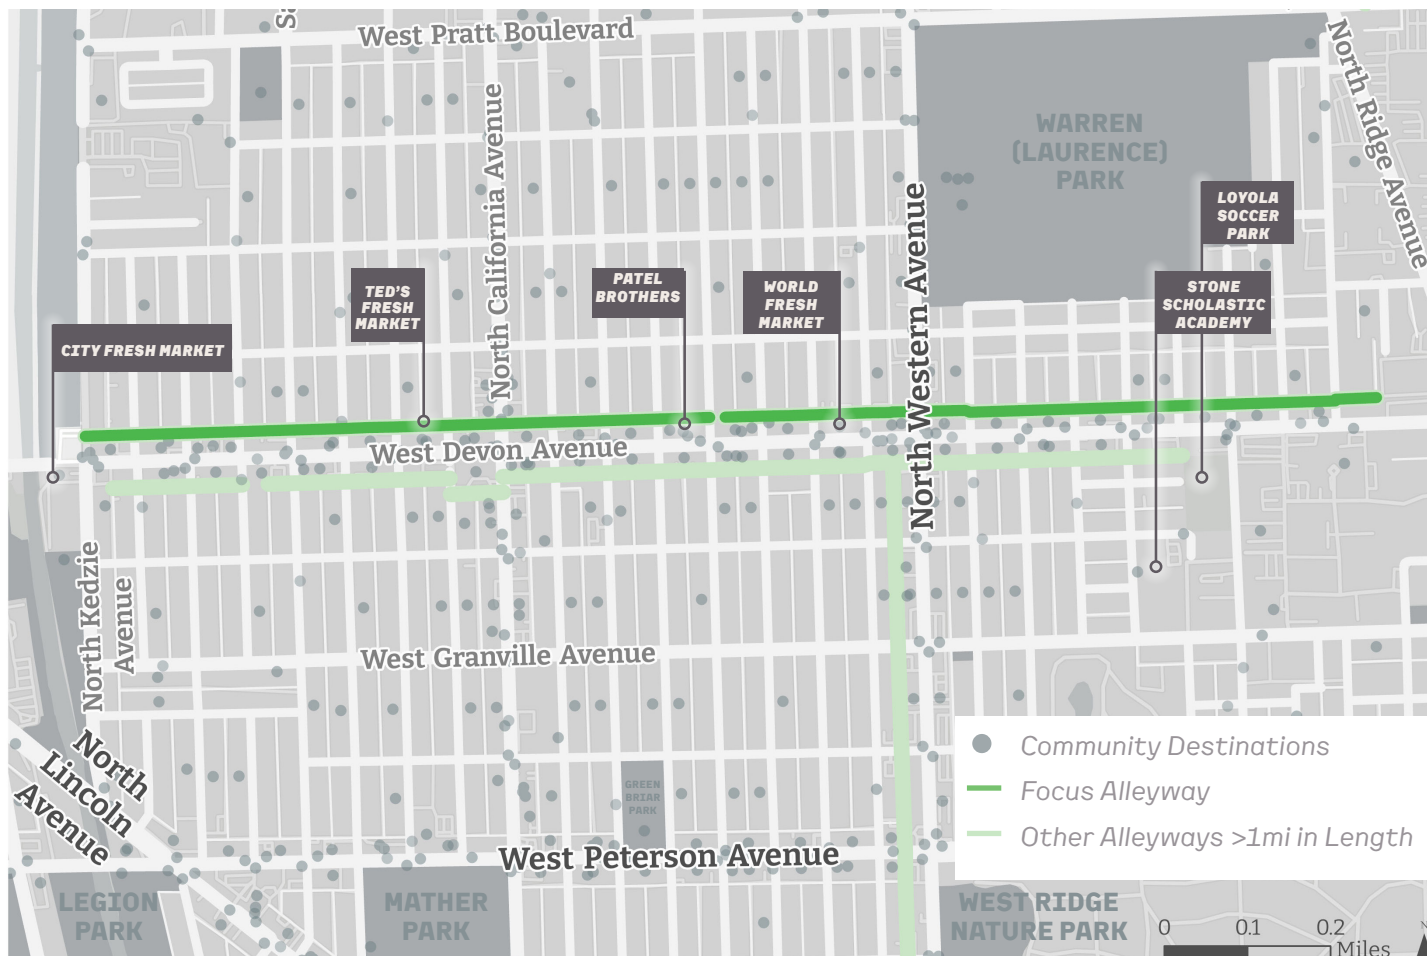 Sa
West Pratt Boulevard
North Ridge Avenue
North California Avenue
WARREN
(LAURENCE)
PARK
North Western Avenue
LOYOLA
SOCCER
PARK
TED'S
FRESH
MARKET
PATEL
BROTHERS
WORLD
FRESH
MARKET
STONE
SCHOLASTIC
ACADEMY
CITY FRESH MARKET
West Devon Avenue
North Kedzie
Avenue
West Granville Avenue
North
Lincoln
Avenue
GREEN
BRIAR
PARK
West Peterson Avenue
Community Destinations
Focus Alleyway
Other Alleyways >1mi in Length
LEGION
PARK
MATHER
PARK
WEST RIDGE
NATURE PARK
0 0.1 0.2
Miles